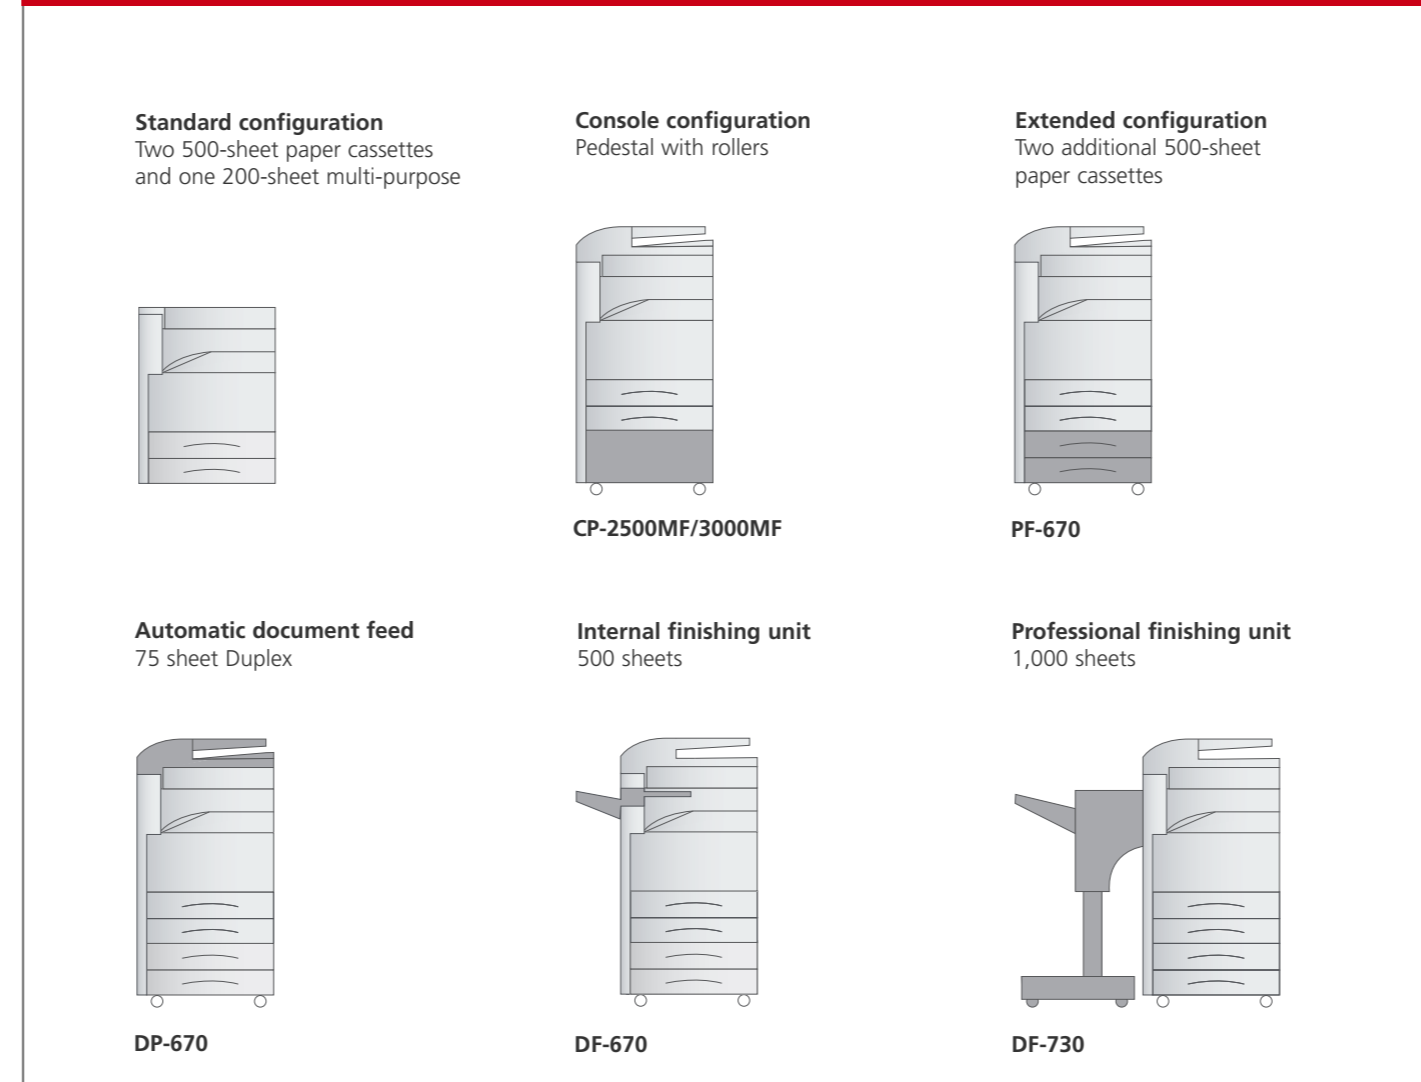 Standard configuration
Two 500-sheet paper cassettes
and one 200-sheet multi-purpose
Console configuration
Pedestal with rollers
CP-2500MF/3000MF
Extended configuration
Two additional 500-sheet
paper cassettes
PF-670
Automatic document feed
75 sheet Duplex
DP-670
Internal finishing unit
500 sheets
DF-670
Professional finishing unit
1,000 sheets
DF-730